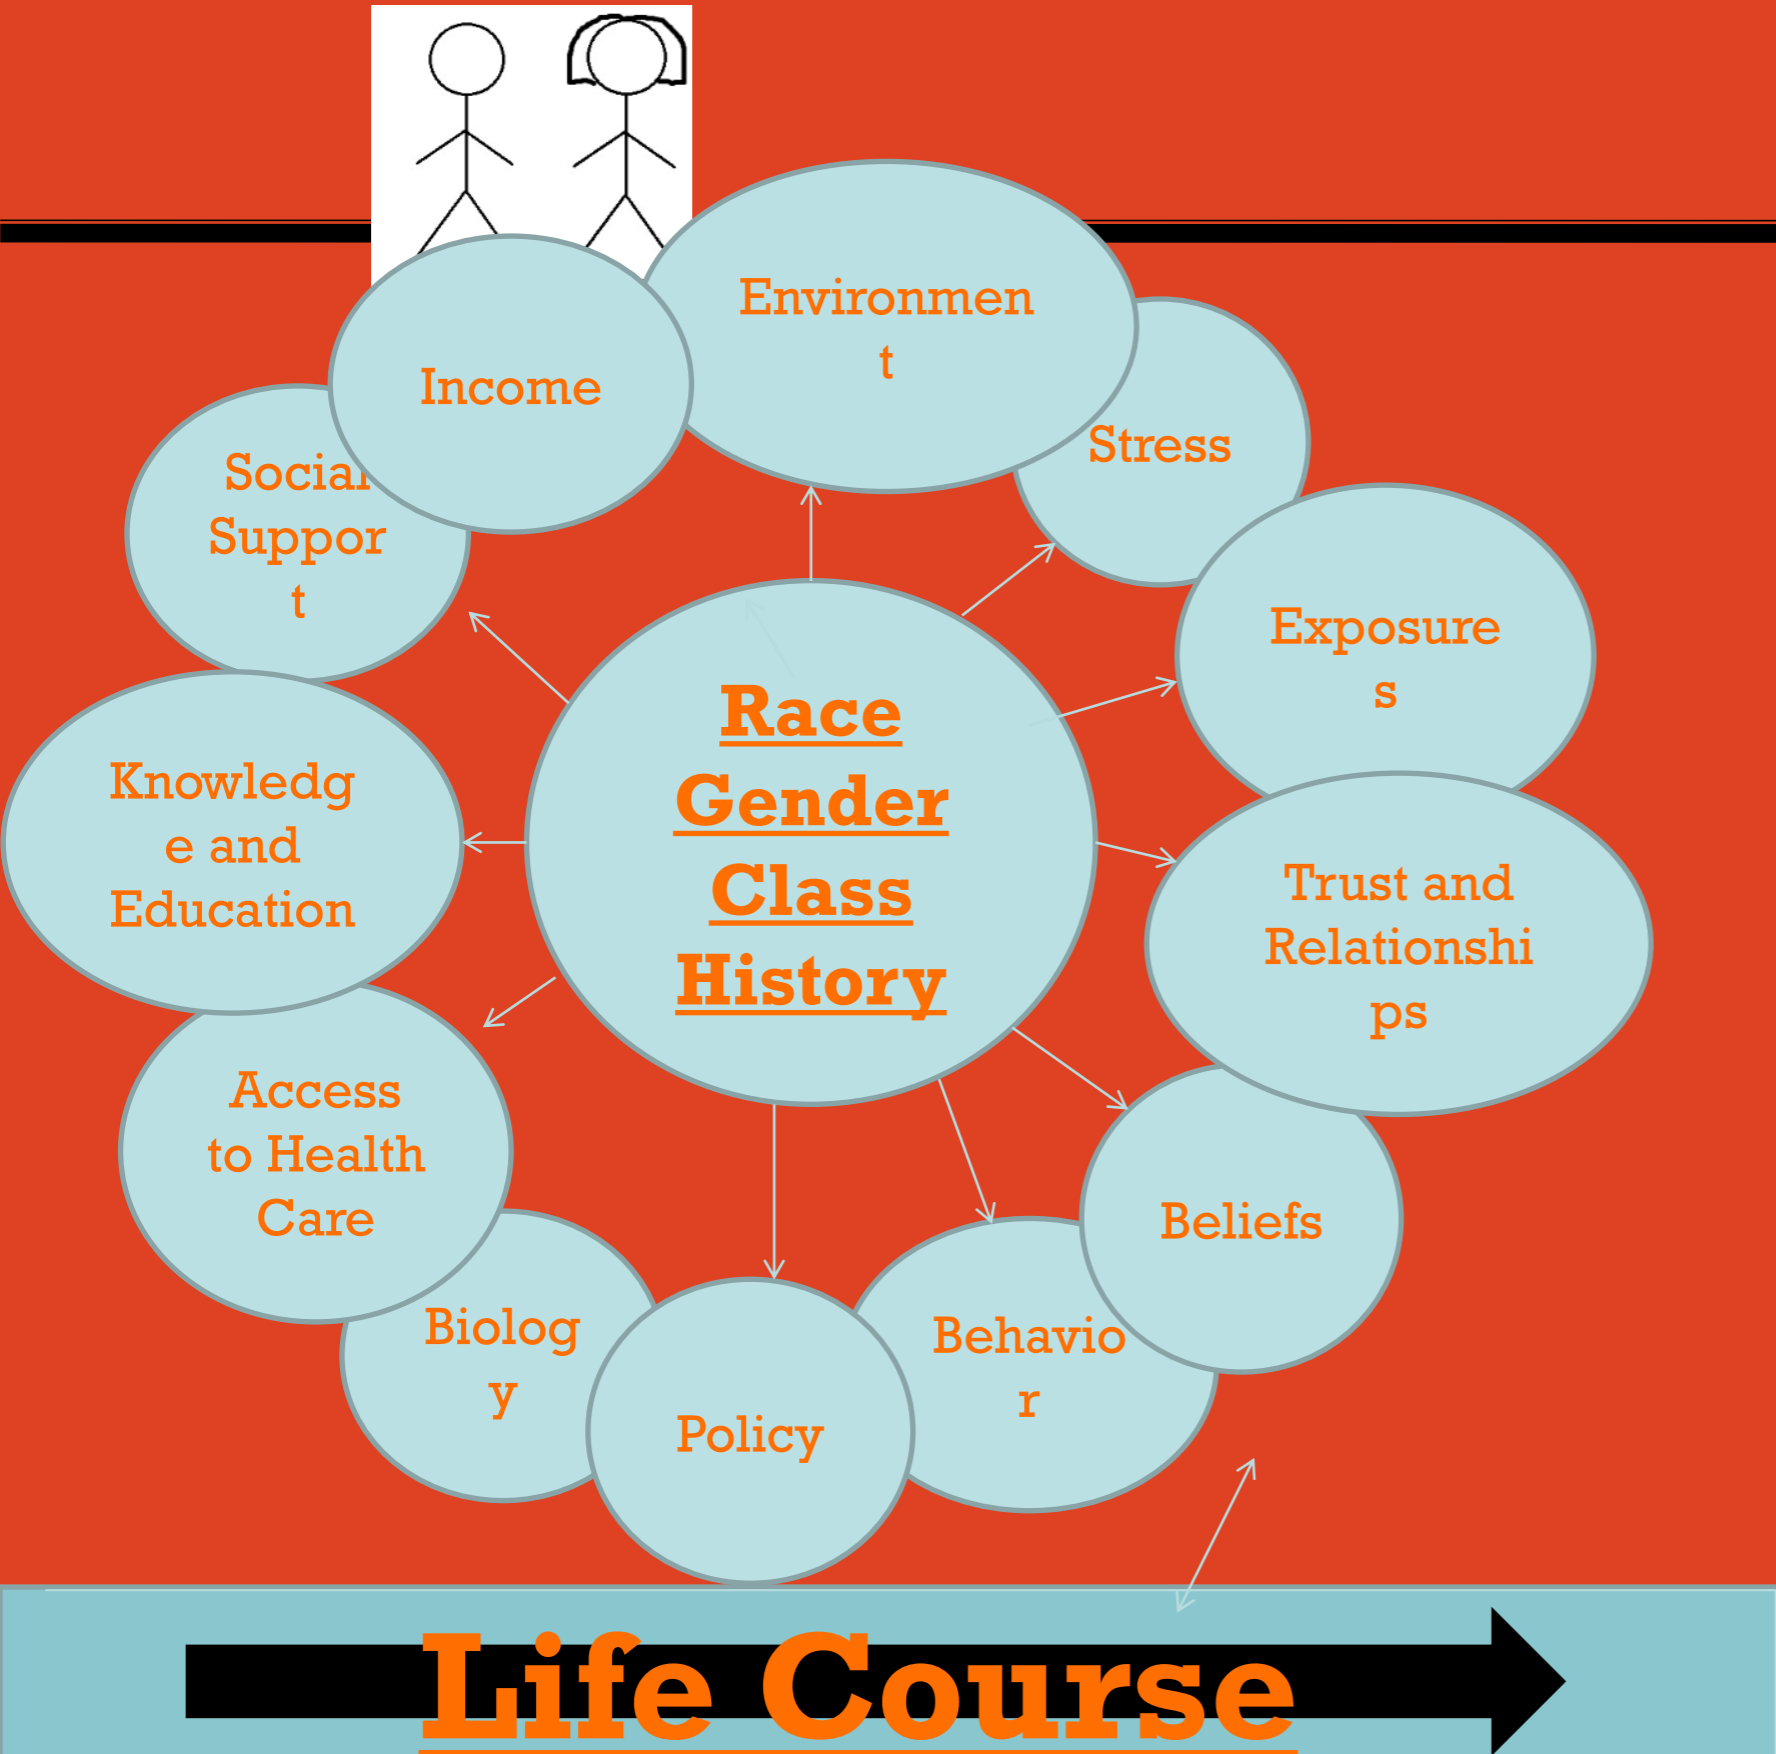 Environmen
t
Income
Stress
Social
Suppor
t
Exposure
s
Race
Gender
Class
History
Knowledg
e and
Education
Trust and
Relationshi
ps
Access
to Health
Care
Beliefs
Biolog
y
Behavio
r
Policy
Life Course